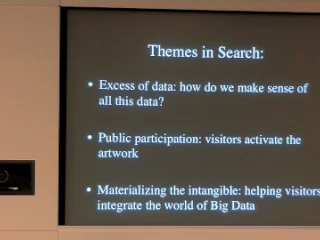 Themes in Search:
• Excess of data: how do we make sense of
all this data?
• Public participation: visitors activate the
artwork
• Materializing the intangible: helping visitors
integrate the world of Big Data